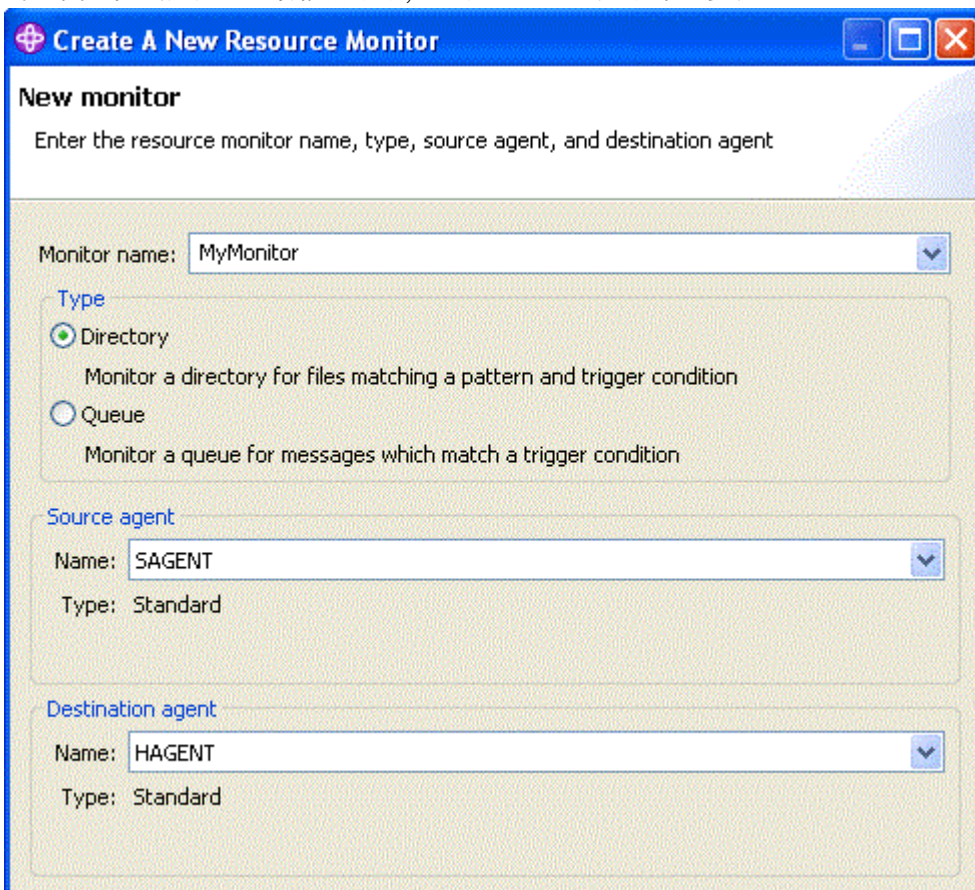 Create A New Resource Monitor
New monitor
Enter the resource monitor name, type, source agent, and destination agent
Monitor name: MyMonitor
Type
Directory
Monitor a directory for files matching a pattern and trigger condition
Queue
Monitor a queue for messages which match a trigger condition
Source agent
Name: SAGENT
Type: Standard
Destination agent
Name: HAGENT
Type: Standard